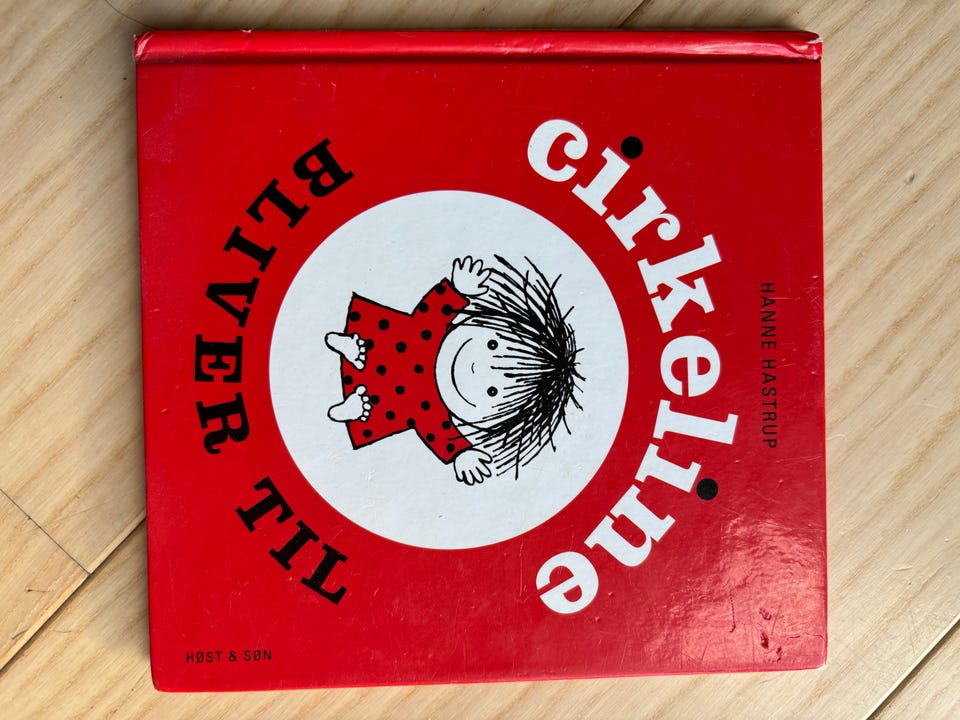 HANNE HASTRUP
cirkeline
BLIVER TIL
HØST & SØN